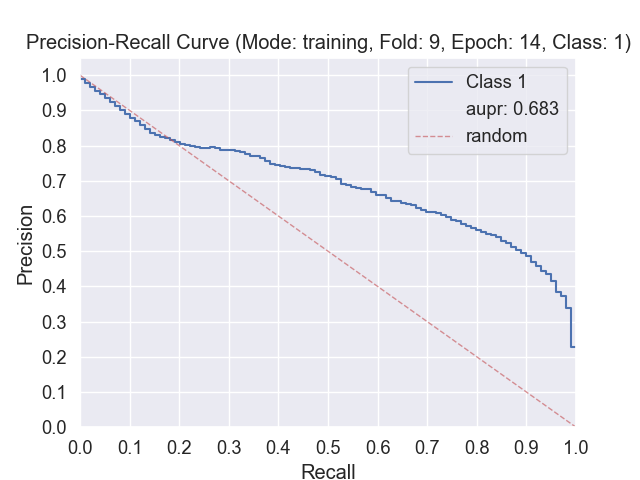 Precision-Recall Curve (Mode: training, Fold: 9, Epoch: 14, Class: 1)
Class 1
aupr: 0.683
random
1.0
0.9
0.8
0.7
0.6
0.5
0.4
0.3
0.2
0.1
0.0
Precision
0.0 0.1 0.2 0.3 0.4 0.5 0.6 0.7 0.8 0.9 1.0
Recall